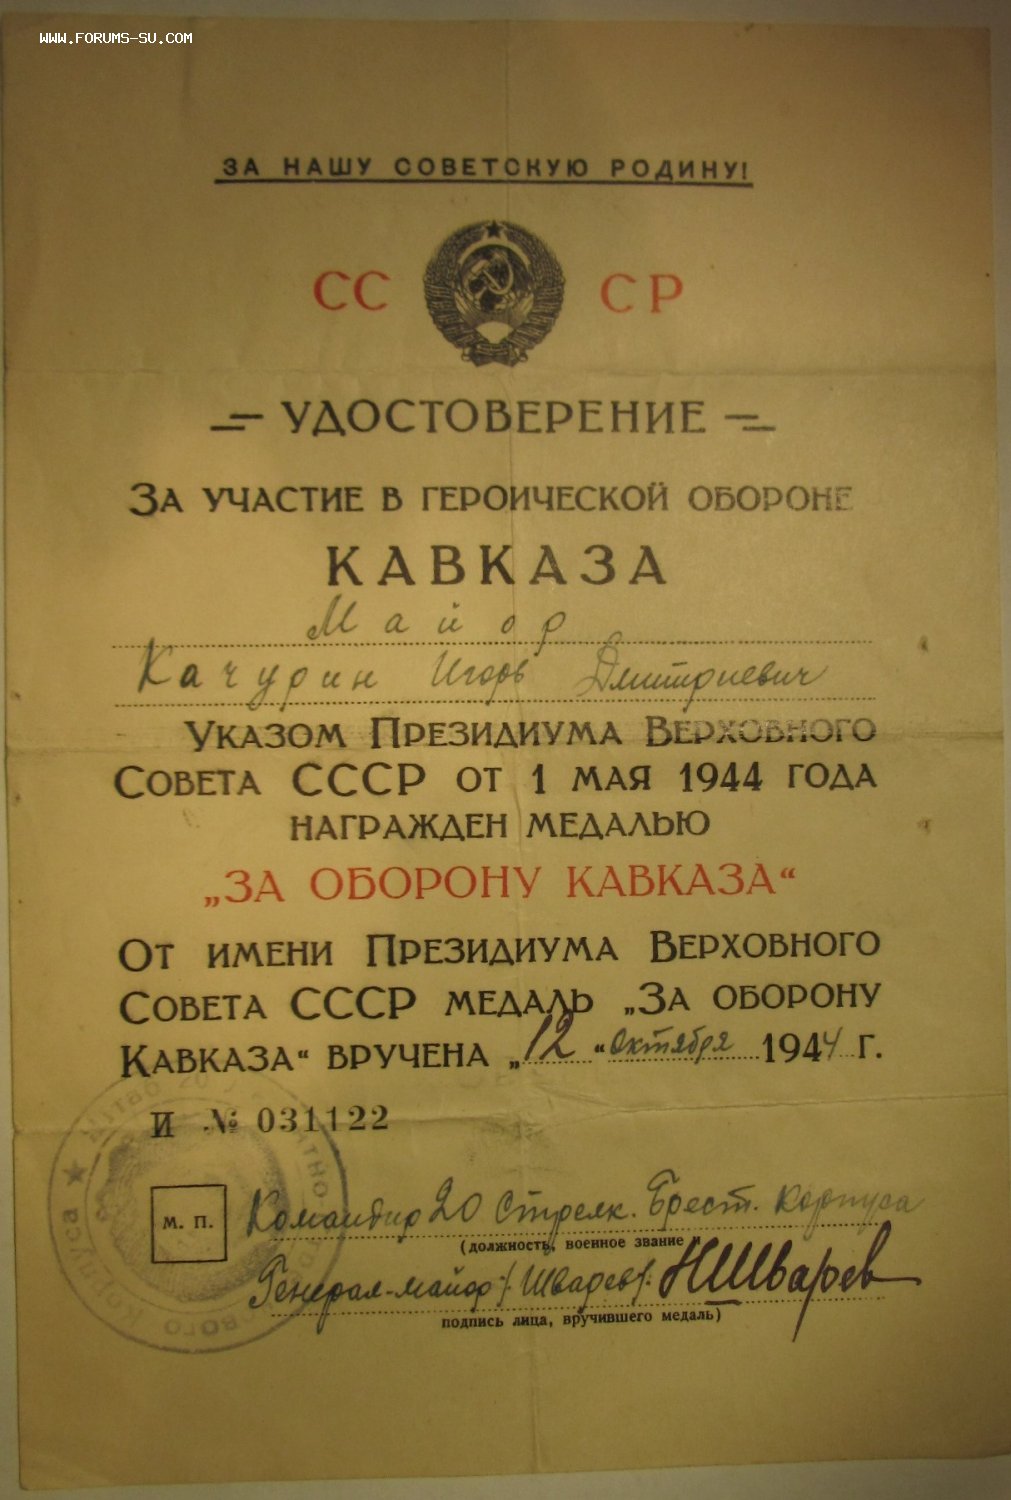 WWW.FORUMS-SU.COM
ЗА НАШУ СОВЕТСКУЮ РОДИНУ!
СС СР
УДОСТОВЕРЕНИЕ
ЗА УЧАСТИЕ В ГЕРОИЧЕСКОЙ ОБОРОНЕ
КАВКАЗА
Майор
Качурин Игорь Дмитриевич
УКАЗОМ ПРЕЗИДИУМА ВЕРХОВНОГО
СОВЕТА СССР ОТ 1 МАЯ 1944 ГОДА
НАГРАЖДЕН МЕДАЛЬЮ
„ЗА ОБОРОНУ КАВКАЗА“
ОТ ИМЕНИ ПРЕЗИДИУМА ВЕРХОВНОГО
СОВЕТА СССР МЕДАЛЬ „ЗА ОБОРОНУ
КАВКАЗА“ ВРУЧЕНА „12“ октября 1944 Г.
И № 031122
М. П.
Командир 20 Стрелк. Брест. корпуса
(должность, военное звание и
Генерал-майор /Шварев/. НШварев
подпись лица, вручившего медаль)